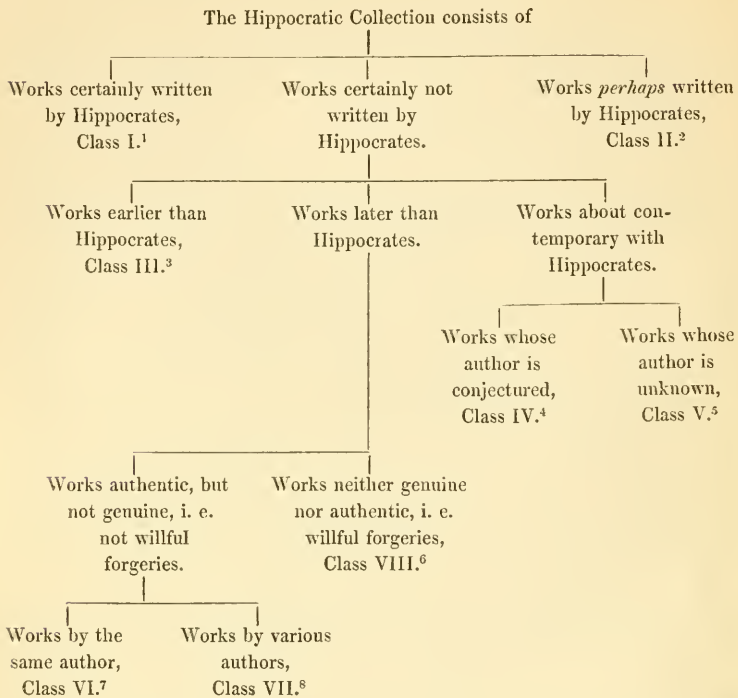 The Hippocratic Collection consists of
Works certainly written
by Hippocrates,
Class I.¹
Works certainly not
written by
Hippocrates.
Works perhaps written
by Hippocrates,
Class II.²
Works earlier than
Hippocrates,
Class III.³
Works later than
Hippocrates.
Works about con-
temporary with
Hippocrates.
Works whose
author is
conjectured,
Class IV.⁴
Works whose
author is
unknown,
Class V.⁵
Works authentic, but
not genuine, i. e.
not willful
forgeries.
Works neither genuine
nor authentic, i. e.
willful forgeries,
Class VIII.⁶
Works by the
same author,
Class VI.⁷
Works by various
authors,
Class VII.⁸